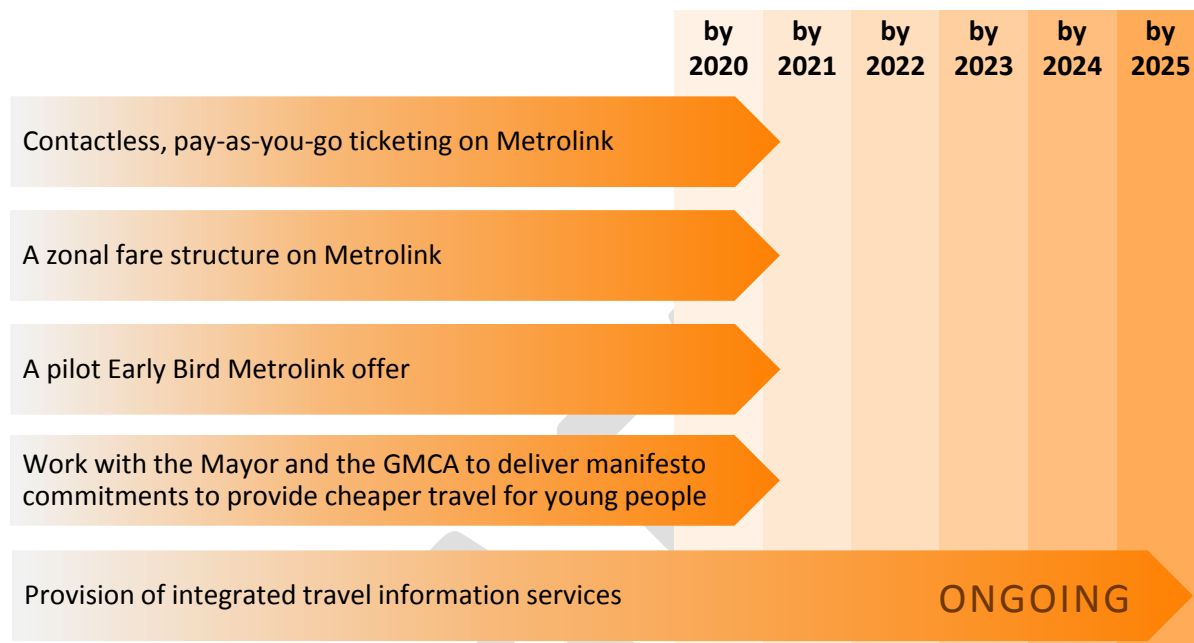 by by by by by by
2020 2021 2022 2023 2024 2025
Contactless, pay-as-you-go ticketing on Metrolink
A zonal fare structure on Metrolink
A pilot Early Bird Metrolink offer
Work with the Mayor and the GMCA to deliver manifesto
commitments to provide cheaper travel for young people
Provision of integrated travel information services ONGOING